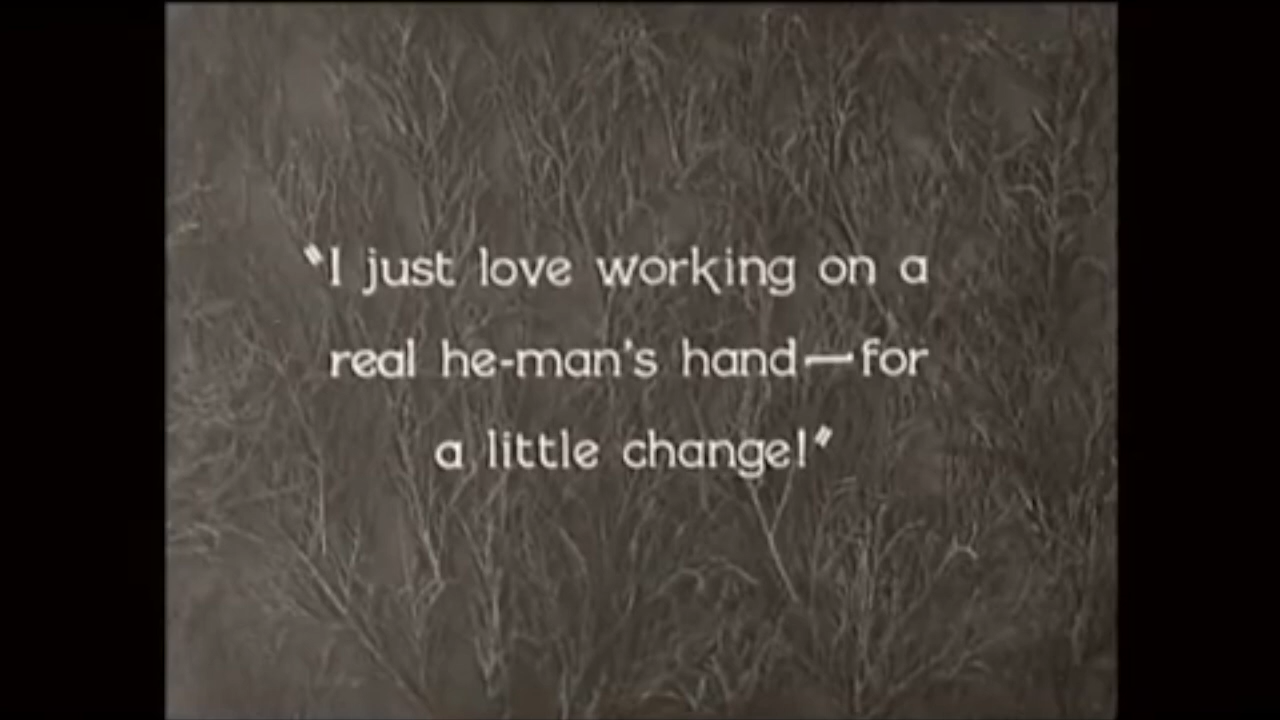 "I just love working on a
real he-man's hand—for
a little change!"